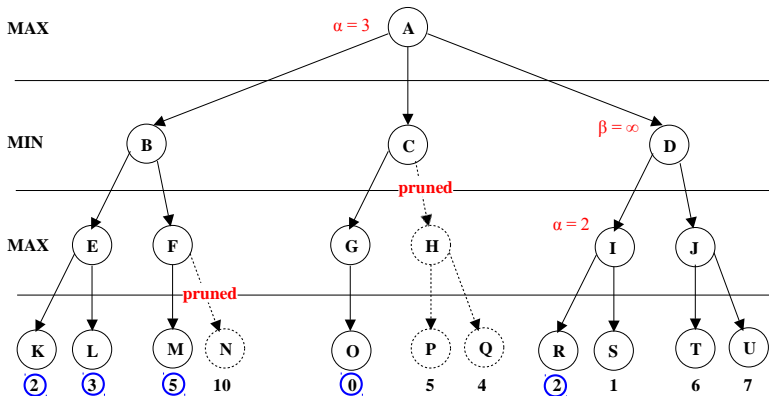 MAX α = 3 A
MIN B C β = ∞ D
pruned
MAX E F G H α = 2 I J
pruned
K L M N O P Q R S T U
2 3 5 10 0 5 4 2 1 6 7